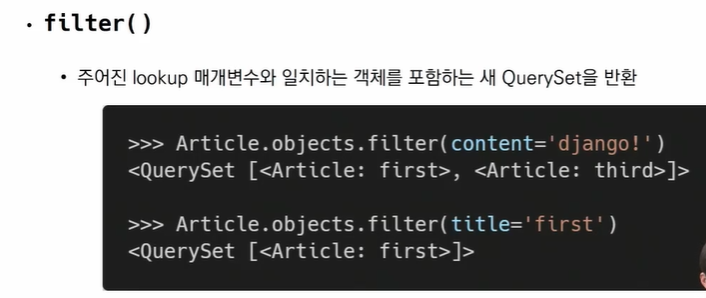 • filter()
• 주어진 lookup 매개변수와 일치하는 객체를 포함하는 새 QuerySet을 반환
>>> Article.objects.filter(content='django!')
<QuerySet [<Article: first>, <Article: third>]>
>>> Article.objects.filter(title='first')
<QuerySet [<Article: first>]>